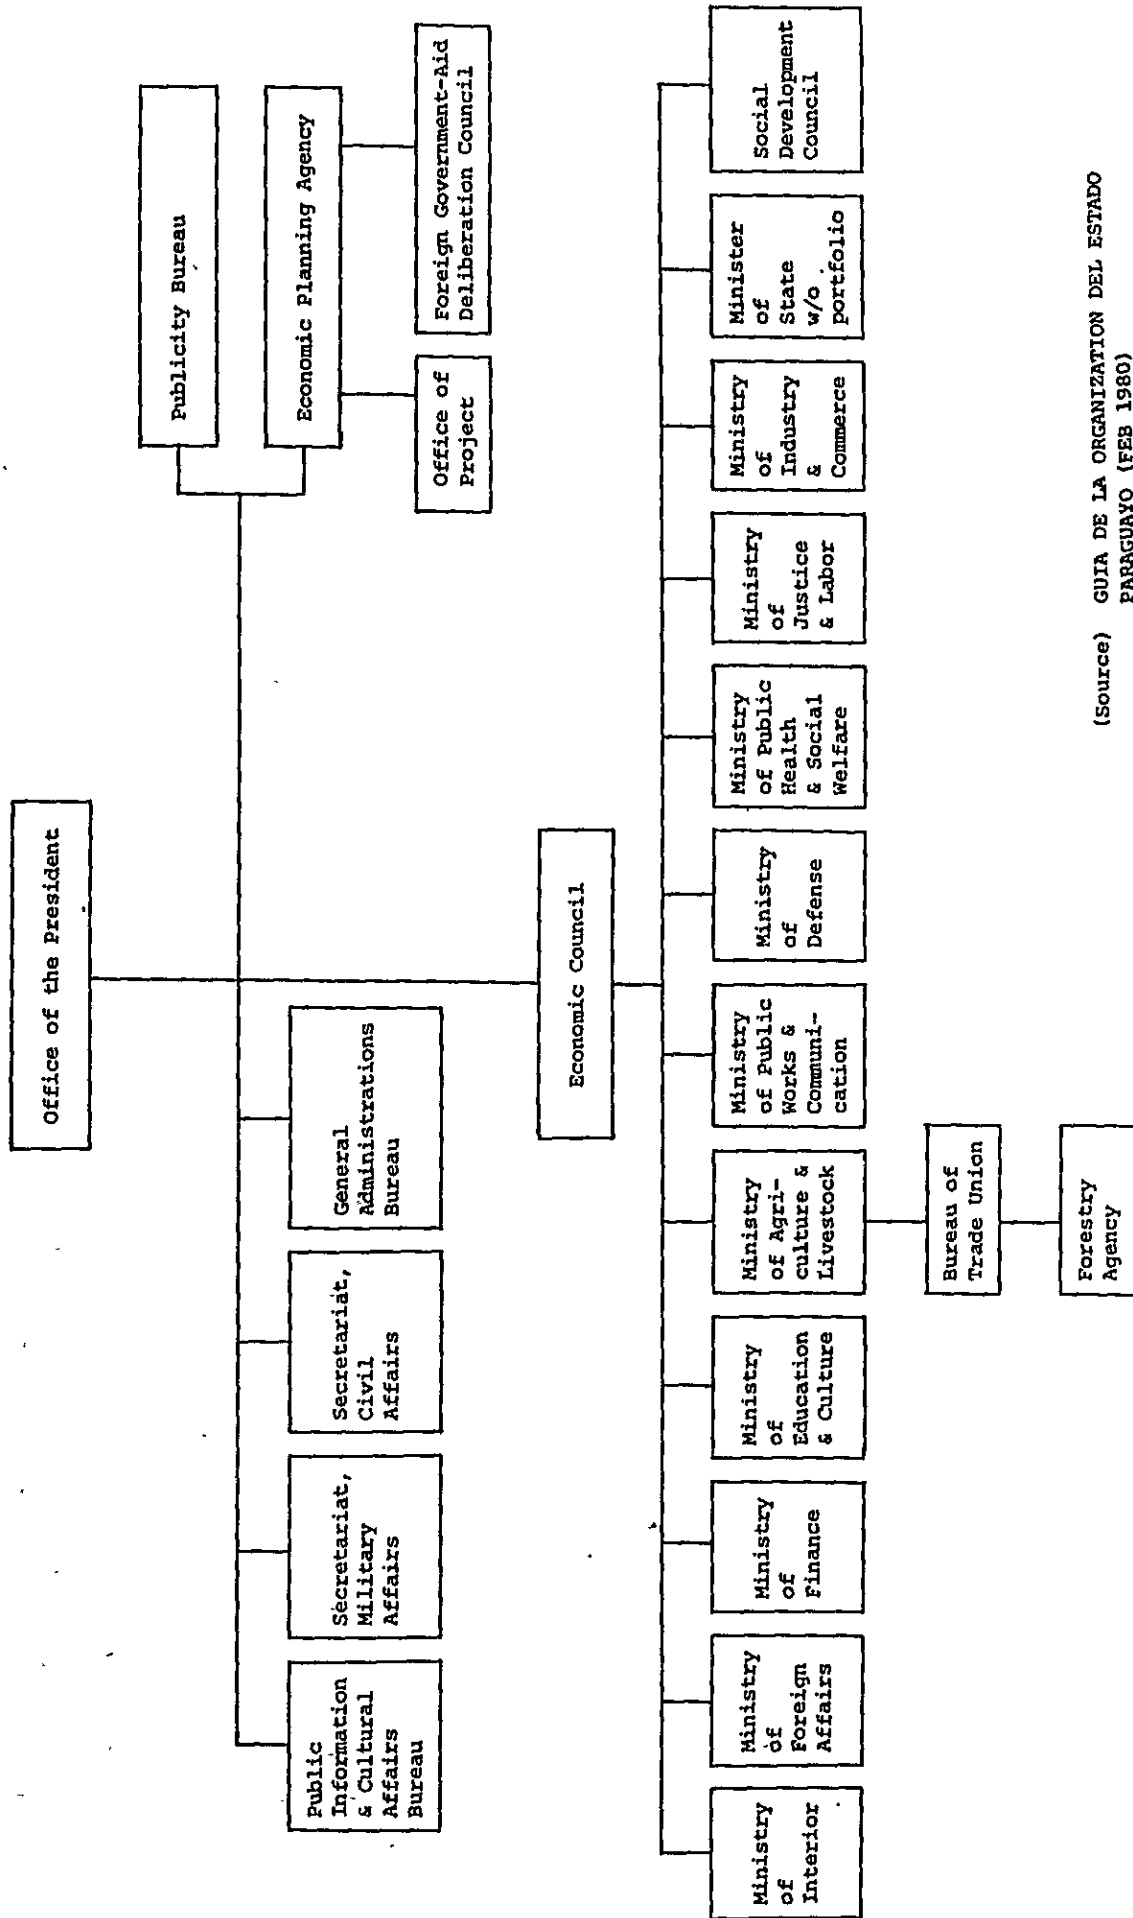 Office of the President
Publicity Bureau
Economic Planning Agency
Office of
Project
Foreign Government-Aid
Deliberation Council
Public
Information
& Cultural
Affairs
Bureau
Secretariat,
Military
Affairs
Secretariat,
Civil
Affairs
General
Administrations
Bureau
Economic Council
Ministry
of
Interior
Ministry
of
Foreign
Affairs
Ministry
of
Finance
Ministry
of
Education
& Culture
Ministry
of Agri-
culture &
Livestock
Ministry
of Public
Works &
Communi-
cation
Ministry
of
Defense
Ministry
of Public
Health
& Social
Welfare
Ministry
of
Justice
& Labor
Ministry
of
Industry
&
Commerce
Minister
of
State
w/o
portfolio
Social
Development
Council
Bureau of
Trade Union
Forestry
Agency
(Source) GUIA DE LA ORGANIZATION DEL ESTADO
PARAGUAYO (FEB 1980)